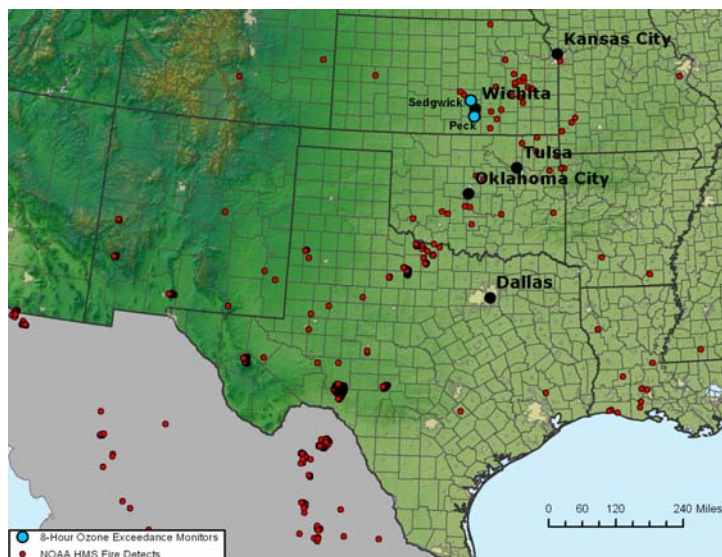 Kansas City
Sedgwick
Wichita
Peck
Tulsa
Oklahoma City
Dallas
0 60 120 180 240 Miles
8-Hour Ozone Exceedance Monitors
NOAA HMS Fire Detects